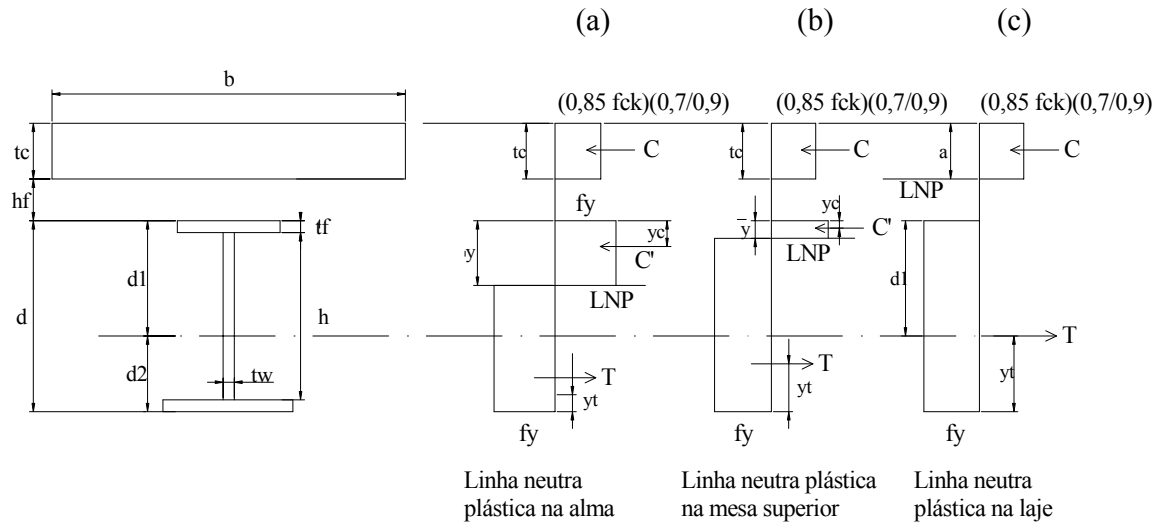 (a)
(b)
(c)
b
(0,85 fck)(0,7/0,9)
(0,85 fck)(0,7/0,9)
(0,85 fck)(0,7/0,9)
tc
tc
C
tc
C
a
C
hf
LNP
fy
tf
yc
C'
y
yc
C'
LNP
d
d1
h
LNP
d1
T
d2
tw
T
yt
T
yt
yt
fy
fy
fy
Linha neutra
plástica na alma
Linha neutra plástica
na mesa superior
Linha neutra
plástica na laje